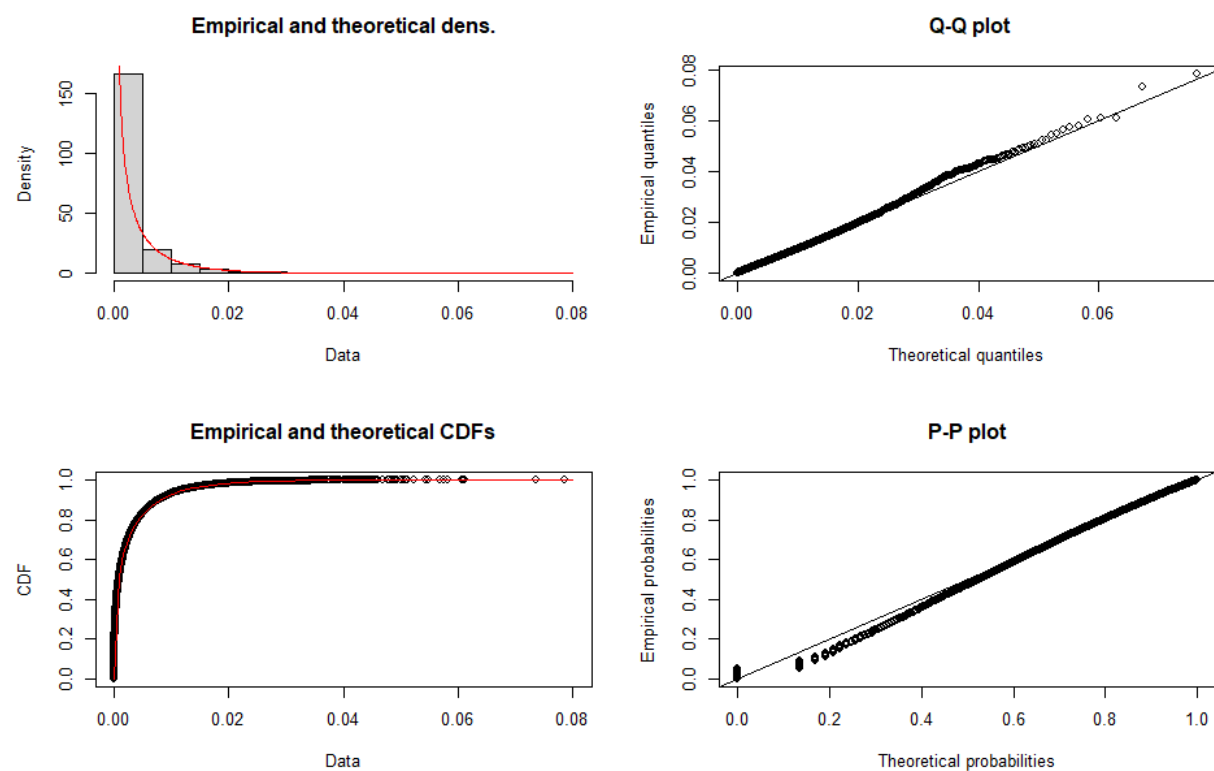 Empirical and theoretical dens.
Density
0 50 100 150
0.00 0.02 0.04 0.06 0.08
Data
Q-Q plot
Empirical quantiles
0.00 0.02 0.04 0.06 0.08
0.00 0.02 0.04 0.06
Theoretical quantiles
Empirical and theoretical CDFs
CDF
0.0 0.2 0.4 0.6 0.8 1.0
0.00 0.02 0.04 0.06 0.08
Data
P-P plot
Empirical probabilities
0.0 0.2 0.4 0.6 0.8 1.0
0.0 0.2 0.4 0.6 0.8 1.0
Theoretical probabilities